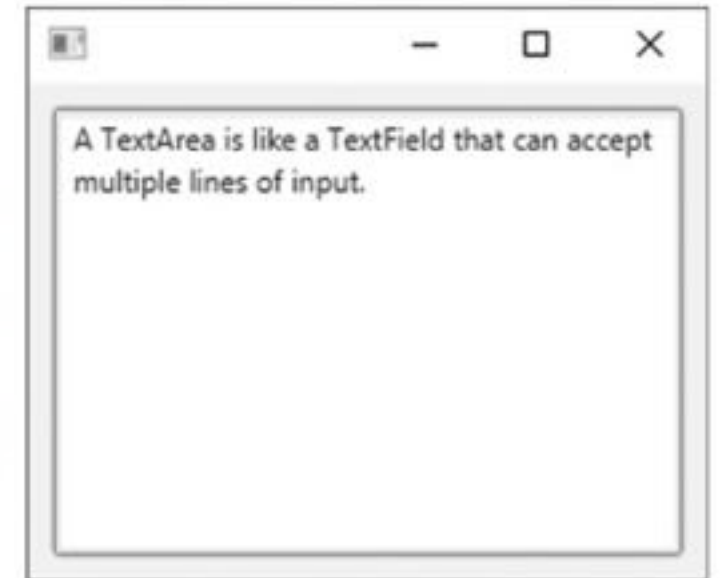 A TextArea is like a TextField that can accept
multiple lines of input.